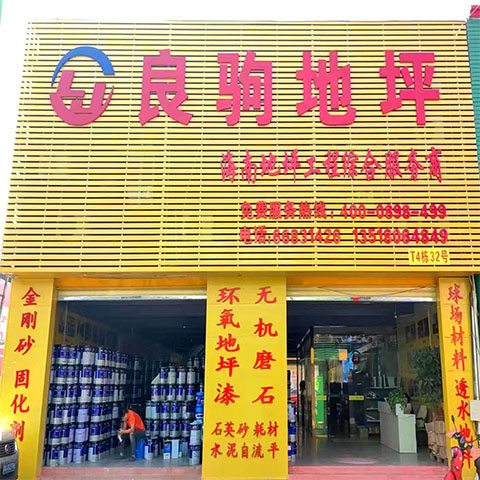 良驹地坪
海南地坪工程综合服务商
免费服务热线：400-0898-499
电话：66831428 13518084849
T4栋32号
金刚砂 固化剂
环氧地坪漆
无机磨石
石英砂耗材
水泥自流平
球场材料 透水地坪